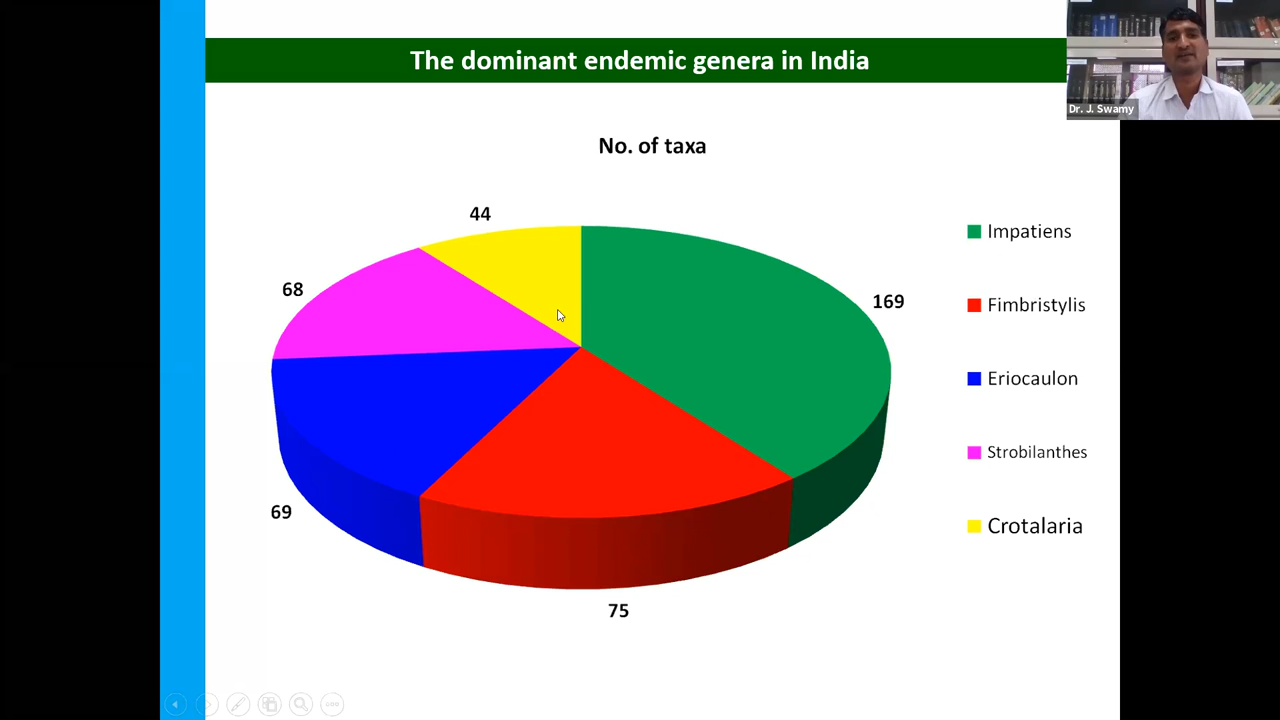 The dominant endemic genera in India
Dr. J. Swamy
No. of taxa
44
68
169
69
75
Impatiens
Fimbristylis
Eriocaulon
Strobilanthes
Crotalaria